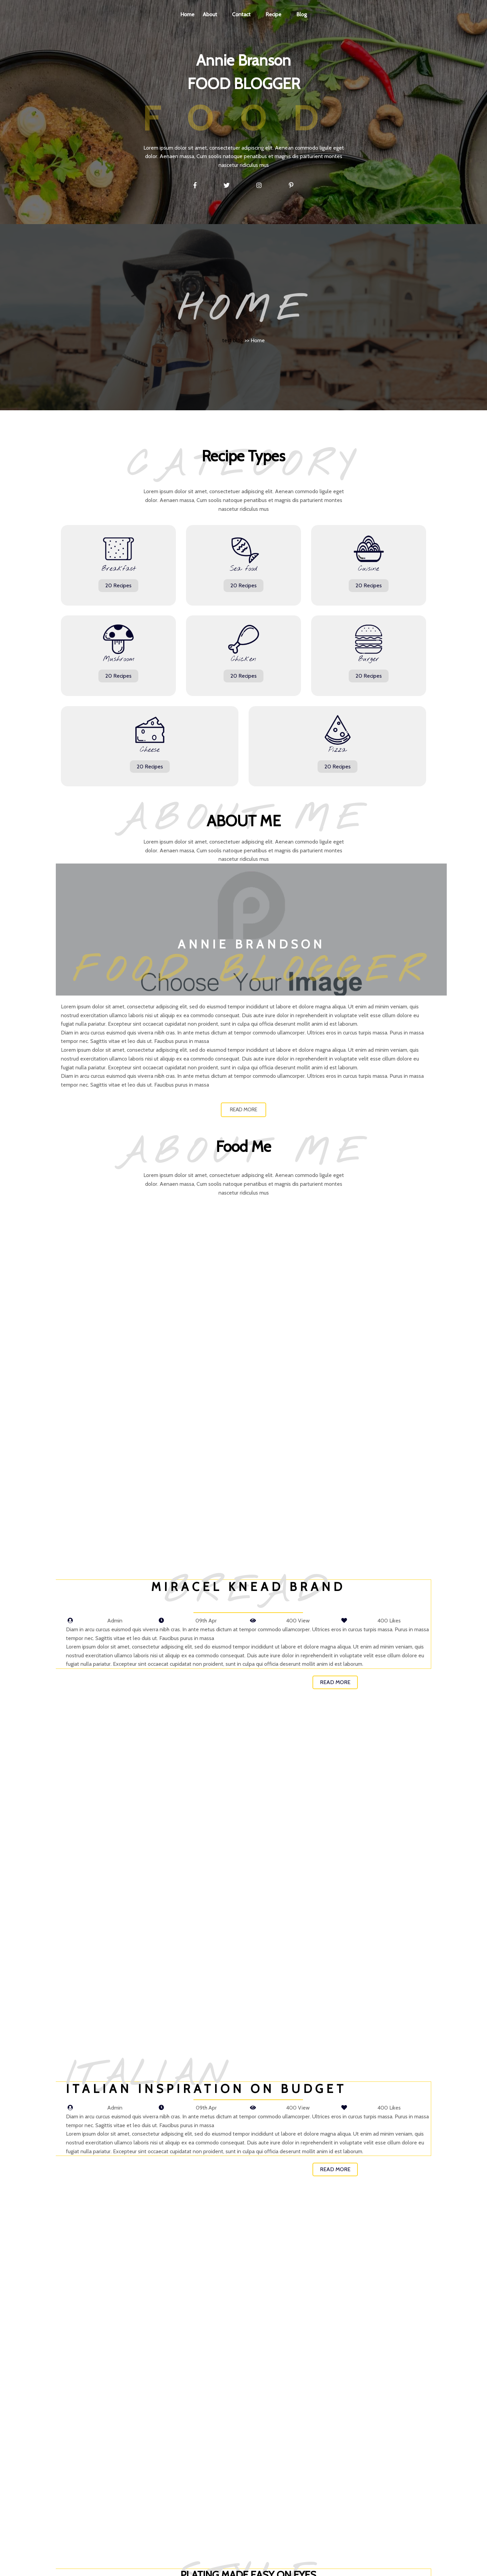 Home About Contact Recipe Blog
Annie Branson
FOOD BLOGGER
FOOD
Lorem ipsum dolor sit amet, consectetuer adipiscing elit. Aenean commodo ligule eget
dolor. Aenaen massa, Cum soolis natoque penatibus et magnis dis parturient montes
nascetur ridiculus mus
HOME
>> Home
CATEGORY
Recipe Types
Lorem ipsum dolor sit amet, consectetuer adipiscing elit. Aenean commodo ligule eget
dolor. Aenaen massa, Cum soolis natoque penatibus et magnis dis parturient montes
nascetur ridiculus mus
Breakfast Sea food Cuisine
20 Recipes 20 Recipes 20 Recipes
Mushroom Chicken Burger
20 Recipes 20 Recipes 20 Recipes
Cheese Pizza
20 Recipes 20 Recipes
ABOUT ME
ABOUT ME
Lorem ipsum dolor sit amet, consectetuer adipiscing elit. Aenean commodo ligule eget
dolor. Aenaen massa, Cum soolis natoque penatibus et magnis dis parturient montes
nascetur ridiculus mus
ANNIE BRANDSON
FOOD BLOGGER
Choose Your Image
Lorem ipsum dolor sit amet, consectetur adipiscing elit, sed do eiusmod tempor incididunt ut labore et dolore magna aliqua. Ut enim ad minim veniam, quis
nostrud exercitation ullamco laboris nisi ut aliquip ex ea commodo consequat. Duis aute irure dolor in reprehenderit in voluptate velit esse cillum dolore eu
fugiat nulla pariatur. Excepteur sint occaecat cupidatat non proident, sunt in culpa qui officia deserunt mollit anim id est laborum.
Diam in arcu cursus euismod quis viverra nibh cras. In ante metus dictum at tempor commodo ullamcorper. Ultrices eros in cursus turpis massa. Purus in massa
tempor nec. Sagittis vitae et leo duis ut. Faucibus purus in massa
Lorem ipsum dolor sit amet, consectetur adipiscing elit, sed do eiusmod tempor incididunt ut labore et dolore magna aliqua. Ut enim ad minim veniam, quis
nostrud exercitation ullamco laboris nisi ut aliquip ex ea commodo consequat. Duis aute irure dolor in reprehenderit in voluptate velit esse cillum dolore eu
fugiat nulla pariatur. Excepteur sint occaecat cupidatat non proident, sunt in culpa qui officia deserunt mollit anim id est laborum.
Diam in arcu cursus euismod quis viverra nibh cras. In ante metus dictum at tempor commodo ullamcorper. Ultrices eros in cursus turpis massa. Purus in massa
tempor nec. Sagittis vitae et leo duis ut. Faucibus purus in massa
READ MORE
ABOUT ME
Food Me
Lorem ipsum dolor sit amet, consectetuer adipiscing elit. Aenean commodo ligule eget
dolor. Aenaen massa, Cum soolis natoque penatibus et magnis dis parturient montes
nascetur ridiculus mus
BREAD
MIRACEL KNEAD BRAND
Admin 09th Apr 400 View 400 Likes
Diam in arcu cursus euismod quis viverra nibh cras. In ante metus dictum at tempor commodo ullamcorper. Ultrices eros in cursus turpis massa. Purus in massa
tempor nec. Sagittis vitae et leo duis ut. Faucibus purus in massa
Lorem ipsum dolor sit amet, consectetur adipiscing elit, sed do eiusmod tempor incididunt ut labore et dolore magna aliqua. Ut enim ad minim veniam, quis
nostrud exercitation ullamco laboris nisi ut aliquip ex ea commodo consequat. Duis aute irure dolor in reprehenderit in voluptate velit esse cillum dolore eu
fugiat nulla pariatur. Excepteur sint occaecat cupidatat non proident, sunt in culpa qui officia deserunt mollit anim id est laborum.
READ MORE
ITALIAN
ITALIAN INSPIRATION ON BUDGET
Admin 09th Apr 400 View 400 Likes
Diam in arcu cursus euismod quis viverra nibh cras. In ante metus dictum at tempor commodo ullamcorper. Ultrices eros in cursus turpis massa. Purus in massa
tempor nec. Sagittis vitae et leo duis ut. Faucibus purus in massa
Lorem ipsum dolor sit amet, consectetur adipiscing elit, sed do eiusmod tempor incididunt ut labore et dolore magna aliqua. Ut enim ad minim veniam, quis
nostrud exercitation ullamco laboris nisi ut aliquip ex ea commodo consequat. Duis aute irure dolor in reprehenderit in voluptate velit esse cillum dolore eu
fugiat nulla pariatur. Excepteur sint occaecat cupidatat non proident, sunt in culpa qui officia deserunt mollit anim id est laborum.
READ MORE
PLATING MADE EASY ON EYES